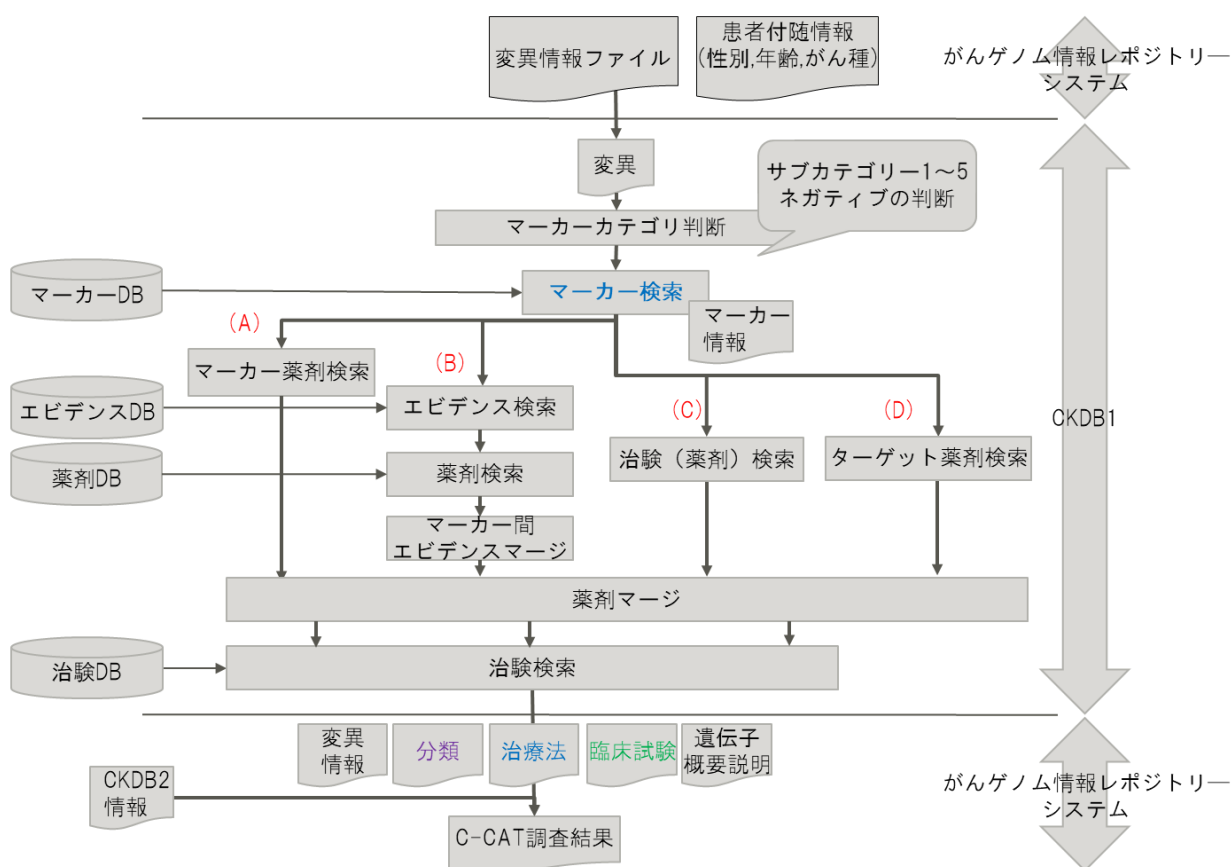 変異情報ファイル
患者付随情報
(性別,年齢,がん種)
がんゲノム情報レポジトリー
システム
変異
サブカテゴリー1～5
ネガティブの判断
マーカーカテゴリ判断
マーカーDB
マーカー検索
マーカー
情報
(A)
マーカー薬剤検索
(B)
エビデンスDB
エビデンス検索
(C)
(D)
CKDB1
治験（薬剤）検索
ターゲット薬剤検索
薬剤DB
薬剤検索
マーカー間
エビデンスマージ
薬剤マージ
治験DB
治験検索
変異
情報
分類
治療法
臨床試験
遺伝子
概要説明
CKDB2
情報
がんゲノム情報レポジトリー
システム
C-CAT調査結果